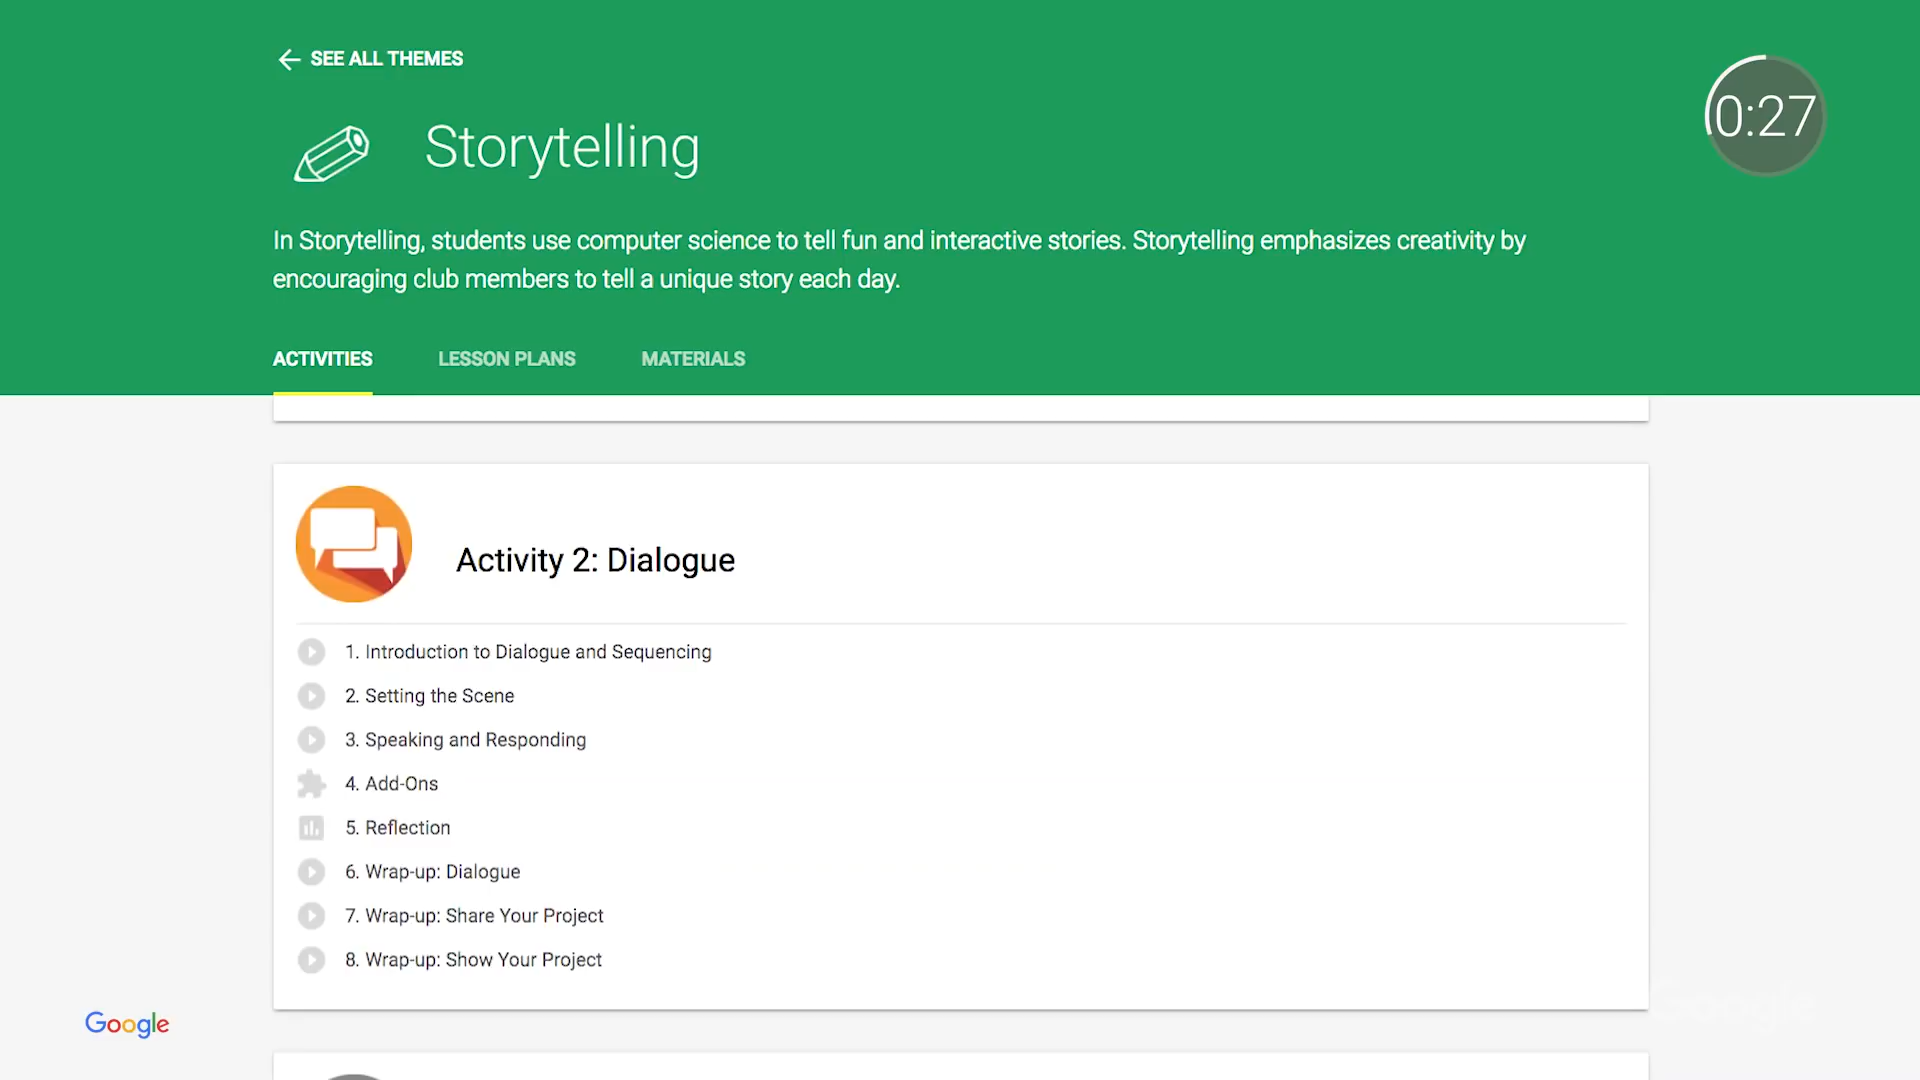 SEE ALL THEMES
0:27
Storytelling
In Storytelling, students use computer science to tell fun and interactive stories. Storytelling emphasizes creativity by
encouraging club members to tell a unique story each day.
ACTIVITIES LESSON PLANS MATERIALS
Activity 2: Dialogue
1. Introduction to Dialogue and Sequencing
2. Setting the Scene
3. Speaking and Responding
4. Add-Ons
5. Reflection
6. Wrap-up: Dialogue
7. Wrap-up: Share Your Project
8. Wrap-up: Show Your Project
Google
Google